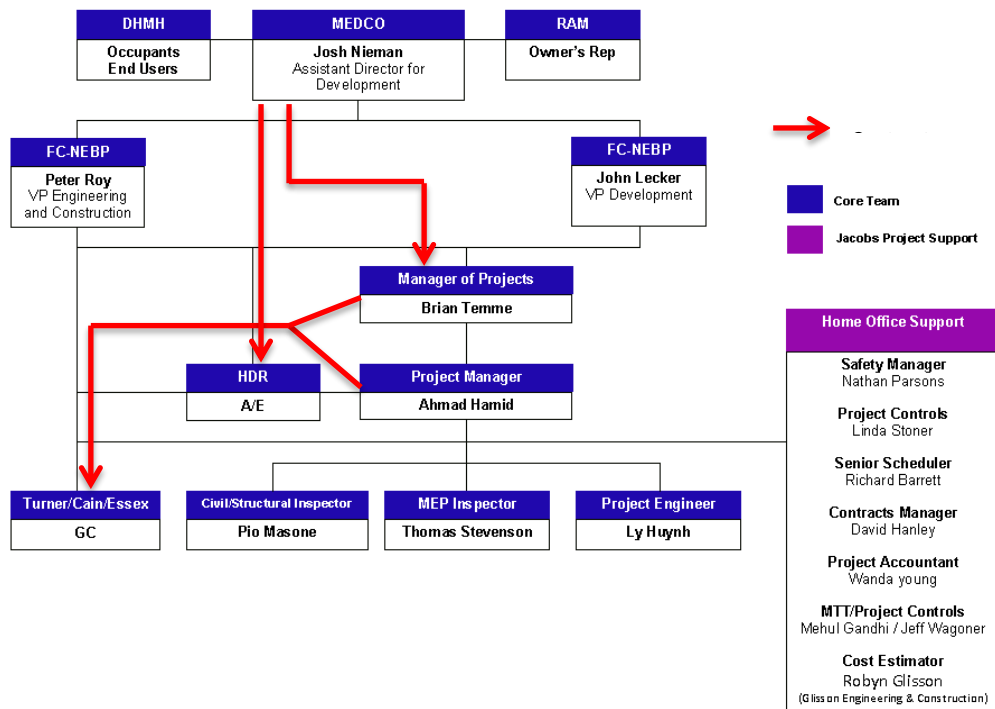 DHMH
Occupants
End Users
MEDCO
Josh Nieman
Assistant Director for
Development
RAM
Owner's Rep
FC-NEBP
Peter Roy
VP Engineering
and Construction
FC-NEBP
John Lecker
VP Development
–
Core Team
Jacobs Project Support
Manager of Projects
Brian Temme
HDR
A/E
Project Manager
Ahmad Hamid
Turner/Cain/Essex
GC
Civil/Structural Inspector
Pio Masone
MEP Inspector
Thomas Stevenson
Project Engineer
Ly Huynh
Home Office Support
Safety Manager
Nathan Parsons
Project Controls
Linda Stoner
Senior Scheduler
Richard Barrett
Contracts Manager
David Hanley
Project Accountant
Wanda young
MTT/Project Controls
Mehul Gandhi / Jeff Wagoner
Cost Estimator
Robyn Glisson
(Glisson Engineering & Construction)